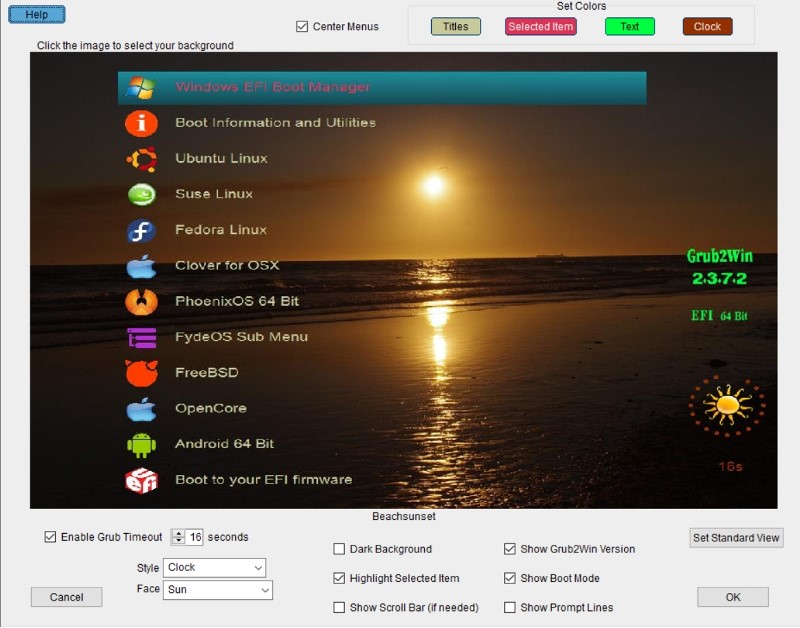 Help
Set Colors
Center Menus
Titles
Selected Item
Text
Clock
Click the image to select your background
Windows EFI Boot Manager
Boot Information and Utilities
Ubuntu Linux
Suse Linux
Fedora Linux
Clover for OSX
PhoenixOS 64 Bit
FydeOS Sub Menu
FreeBSD
OpenCore
Android 64 Bit
uefi
Boot to your EFI firmware
Grub2Win
2.3.7.2
EFI 64 Bit
16s
Beachsunset
Enable Grub Timeout 16 seconds
Style Clock
Face Sun
Cancel
Dark Background
Highlight Selected Item
Show Scroll Bar (if needed)
Show Grub2Win Version
Show Boot Mode
Show Prompt Lines
Set Standard View
OK